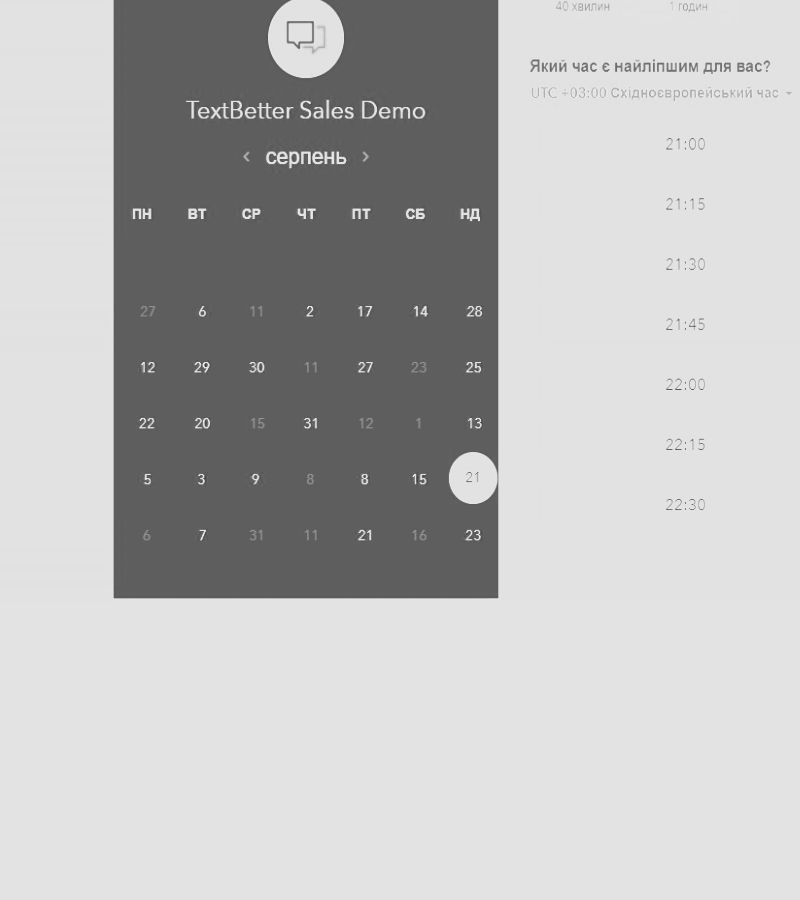 TextBetter Sales Demo
серпень
ПН ВТ СР ЧТ ПТ СБ НД
27 6 11 2 17 14 28
12 29 30 11 27 23 25
22 20 15 31 12 1 13
5 3 9 8 8 15 21
6 7 31 11 21 16 23
40 хвилин 1 годин
Який час є найліпшим для вас?
UTC +03:00 Східноєвропейський час
21:00
21:15
21:30
21:45
22:00
22:15
22:30